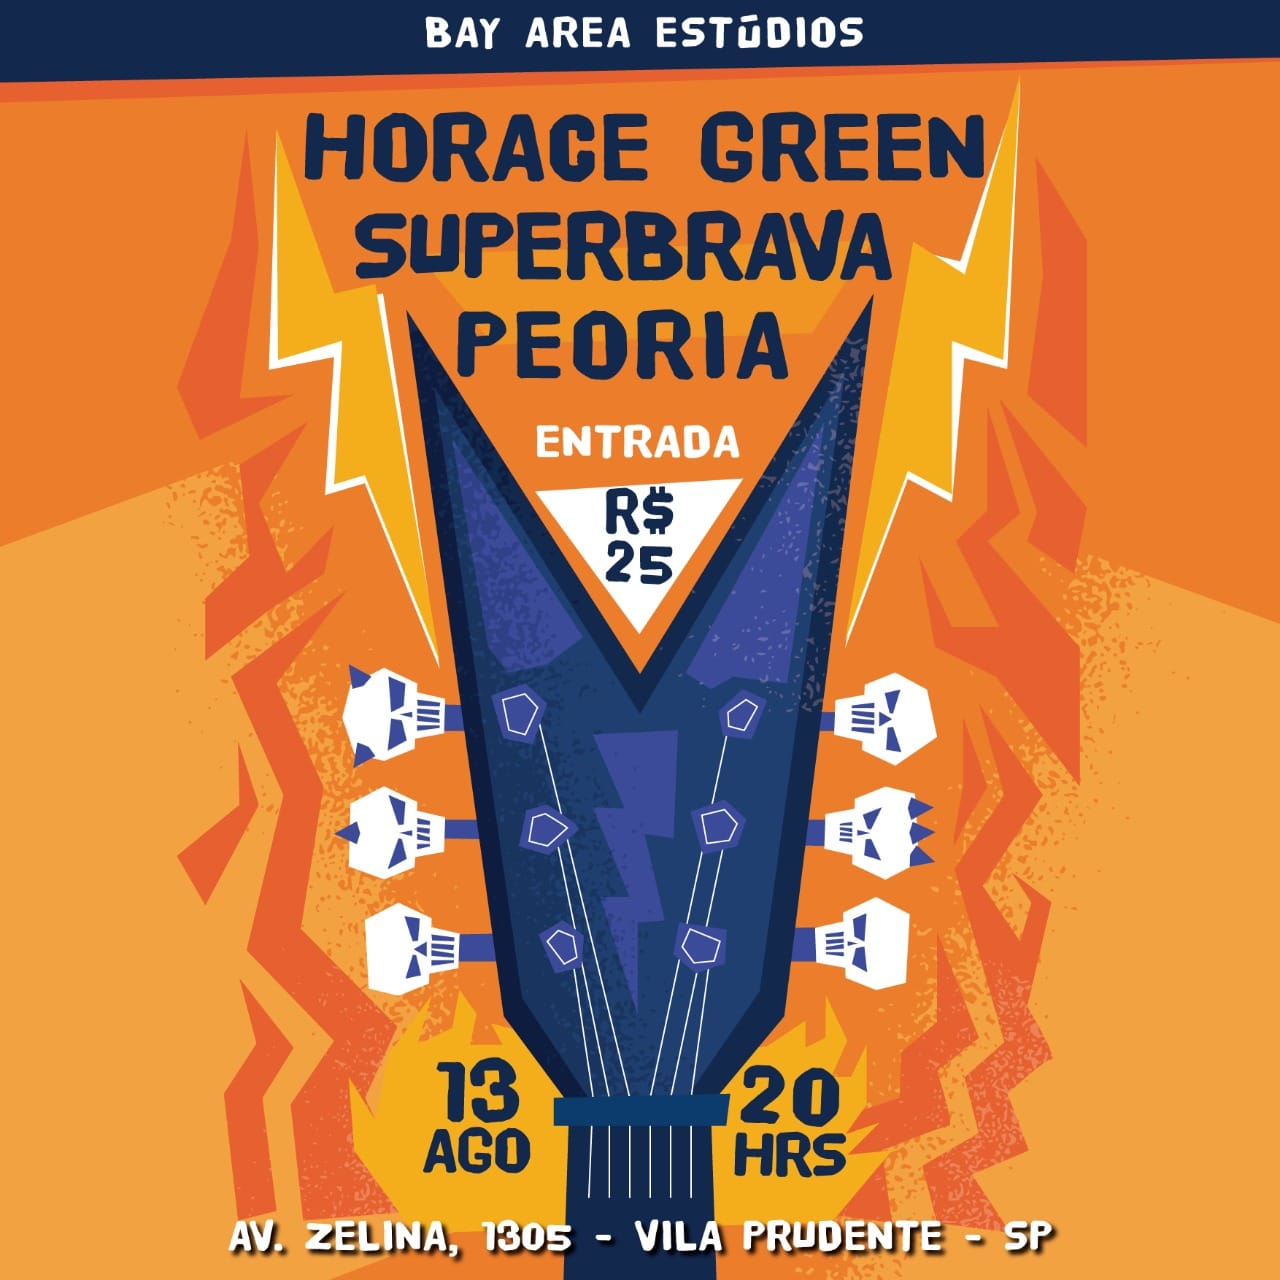 BAY AREA ESTÚDIOS
HORACE GREEN
SUPERBRAVA
PEORIA
ENTRADA
R$
25
13
AGO
20
HRS
AV. ZELINA, 1305 - VILA PRUDENTE - SP